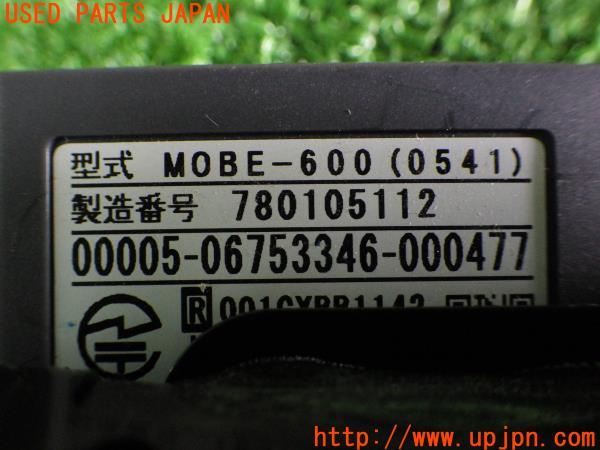 USED PARTS JAPAN
型式 MOBE-600(0541)
製造番号 780105112
00005-06753346-000477
R
http://www.upjpn.com